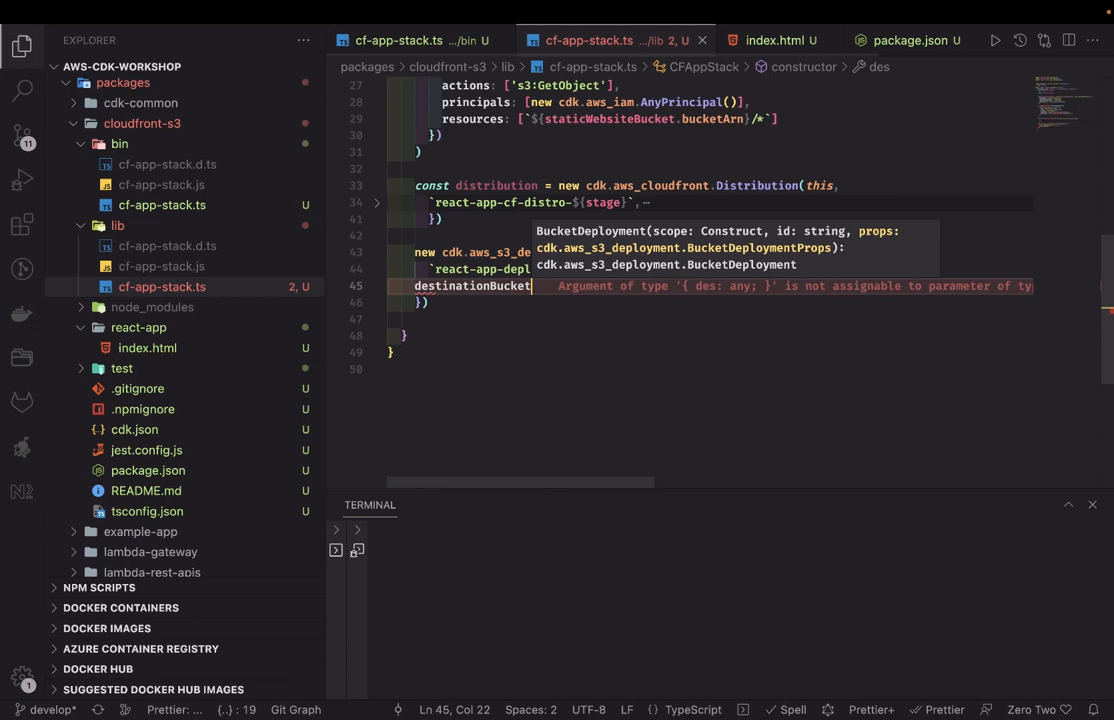 EXPLORER
AWS-CDK-WORKSHOP
packages
cdk-common
cloudfront-s3
bin
cf-app-stack.d.ts
cf-app-stack.js
cf-app-stack.ts U
lib
cf-app-stack.d.ts
cf-app-stack.js
cf-app-stack.ts 2, U
node_modules
react-app
index.html U
test
.gitignore U
.npmignore U
cdk.json U
jest.config.js U
package.json U
README.md U
tsconfig.json U
example-app
lambda-gateway
lambda-rest-apis
NPM SCRIPTS
DOCKER CONTAINERS
DOCKER IMAGES
AZURE CONTAINER REGISTRY
DOCKER HUB
SUGGESTED DOCKER HUB IMAGES
11
1
cf-app-stack.ts .../bin U
cf-app-stack.ts .../lib 2, U
index.html U
package.json U
packages > cloudfront-s3 > lib > cf-app-stack.ts > CFAppStack > constructor > des
27 actions: ['s3:GetObject'],
28 principals: [new cdk.aws_iam.AnyPrincipal()],
29 resources: [`${staticWebsiteBucket.bucketArn}/*`]
30 })
31 )
32
33 const distribution = new cdk.aws_cloudfront.Distribution(this,
34 `react-app-cf-distro-${stage}`,
41 })
42
43 new cdk.aws_s3_de
44 `react-app-depl
45 destinationBucket Argument of type '{ des: any; }' is not assignable to parameter of ty
46 })
47
48 }
49 }
50
BucketDeployment(scope: Construct, id: string, props:
cdk.aws_s3_deployment.BucketDeploymentProps):
cdk.aws_s3_deployment.BucketDeployment
TERMINAL
develop* Prettier: ... {..} : 19 Git Graph Ln 45, Col 22 Spaces: 2 UTF-8 LF {} TypeScript Spell Prettier+ Prettier Zero Two